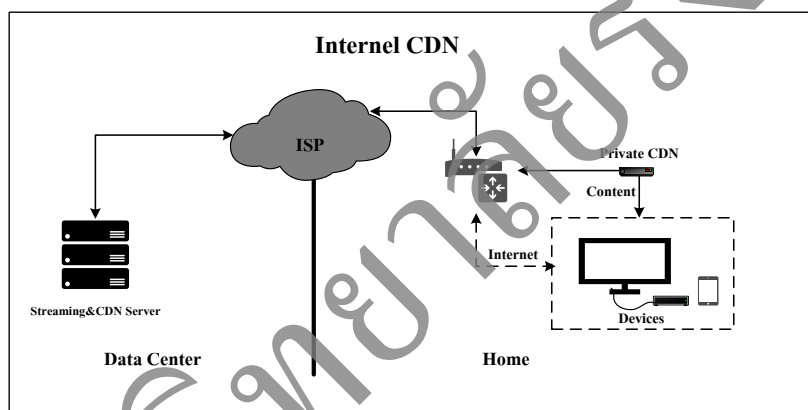 Internel CDN
ISP
Private CDN
Content
Internet
Streaming&CDN Server
Devices
Data Center
Home